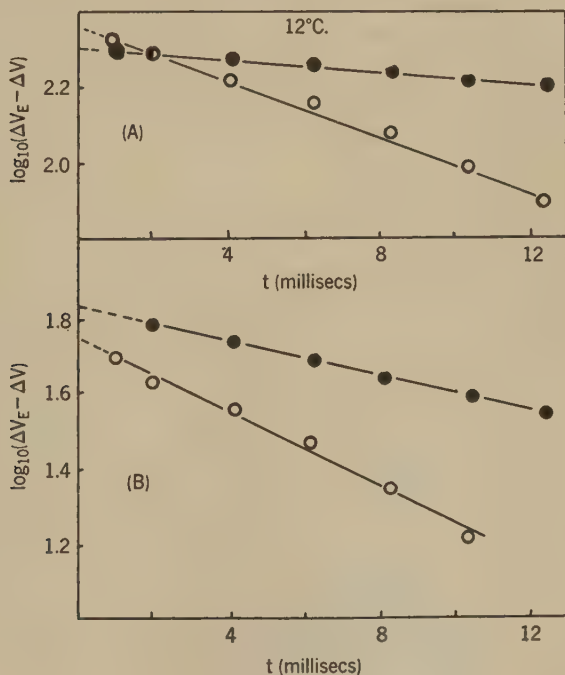 12°C.
log₁₀(ΔV_E − ΔV)
2.2
2.0
(A)
4
8
12
t (millisecs)
log₁₀(ΔV_E − ΔV)
1.8
1.6
1.4
1.2
(B)
4
8
12
t (millisecs)